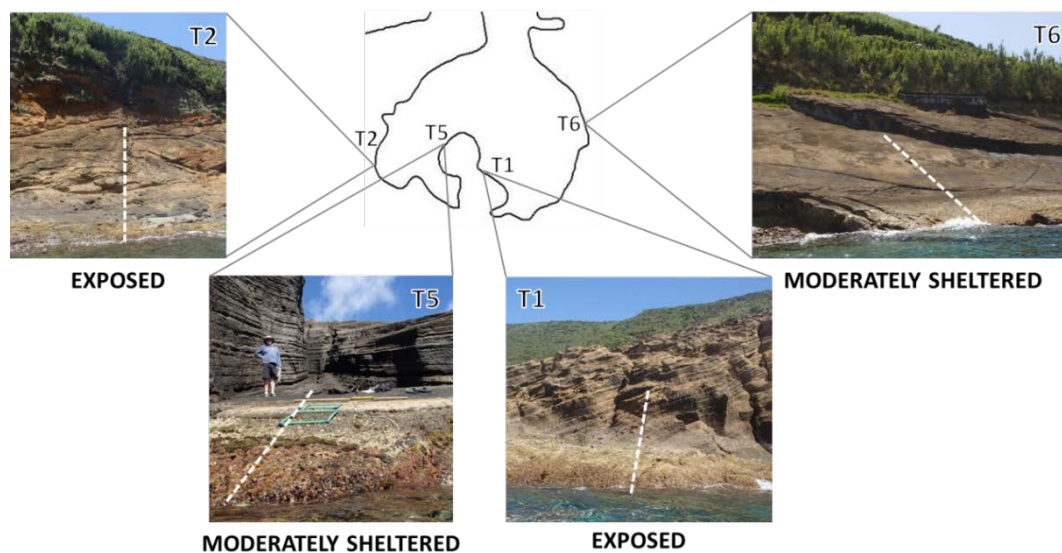 T2
T6
T2
T5
T6
T1
EXPOSED
MODERATELY SHELTERED
T5
T1
MODERATELY SHELTERED
EXPOSED